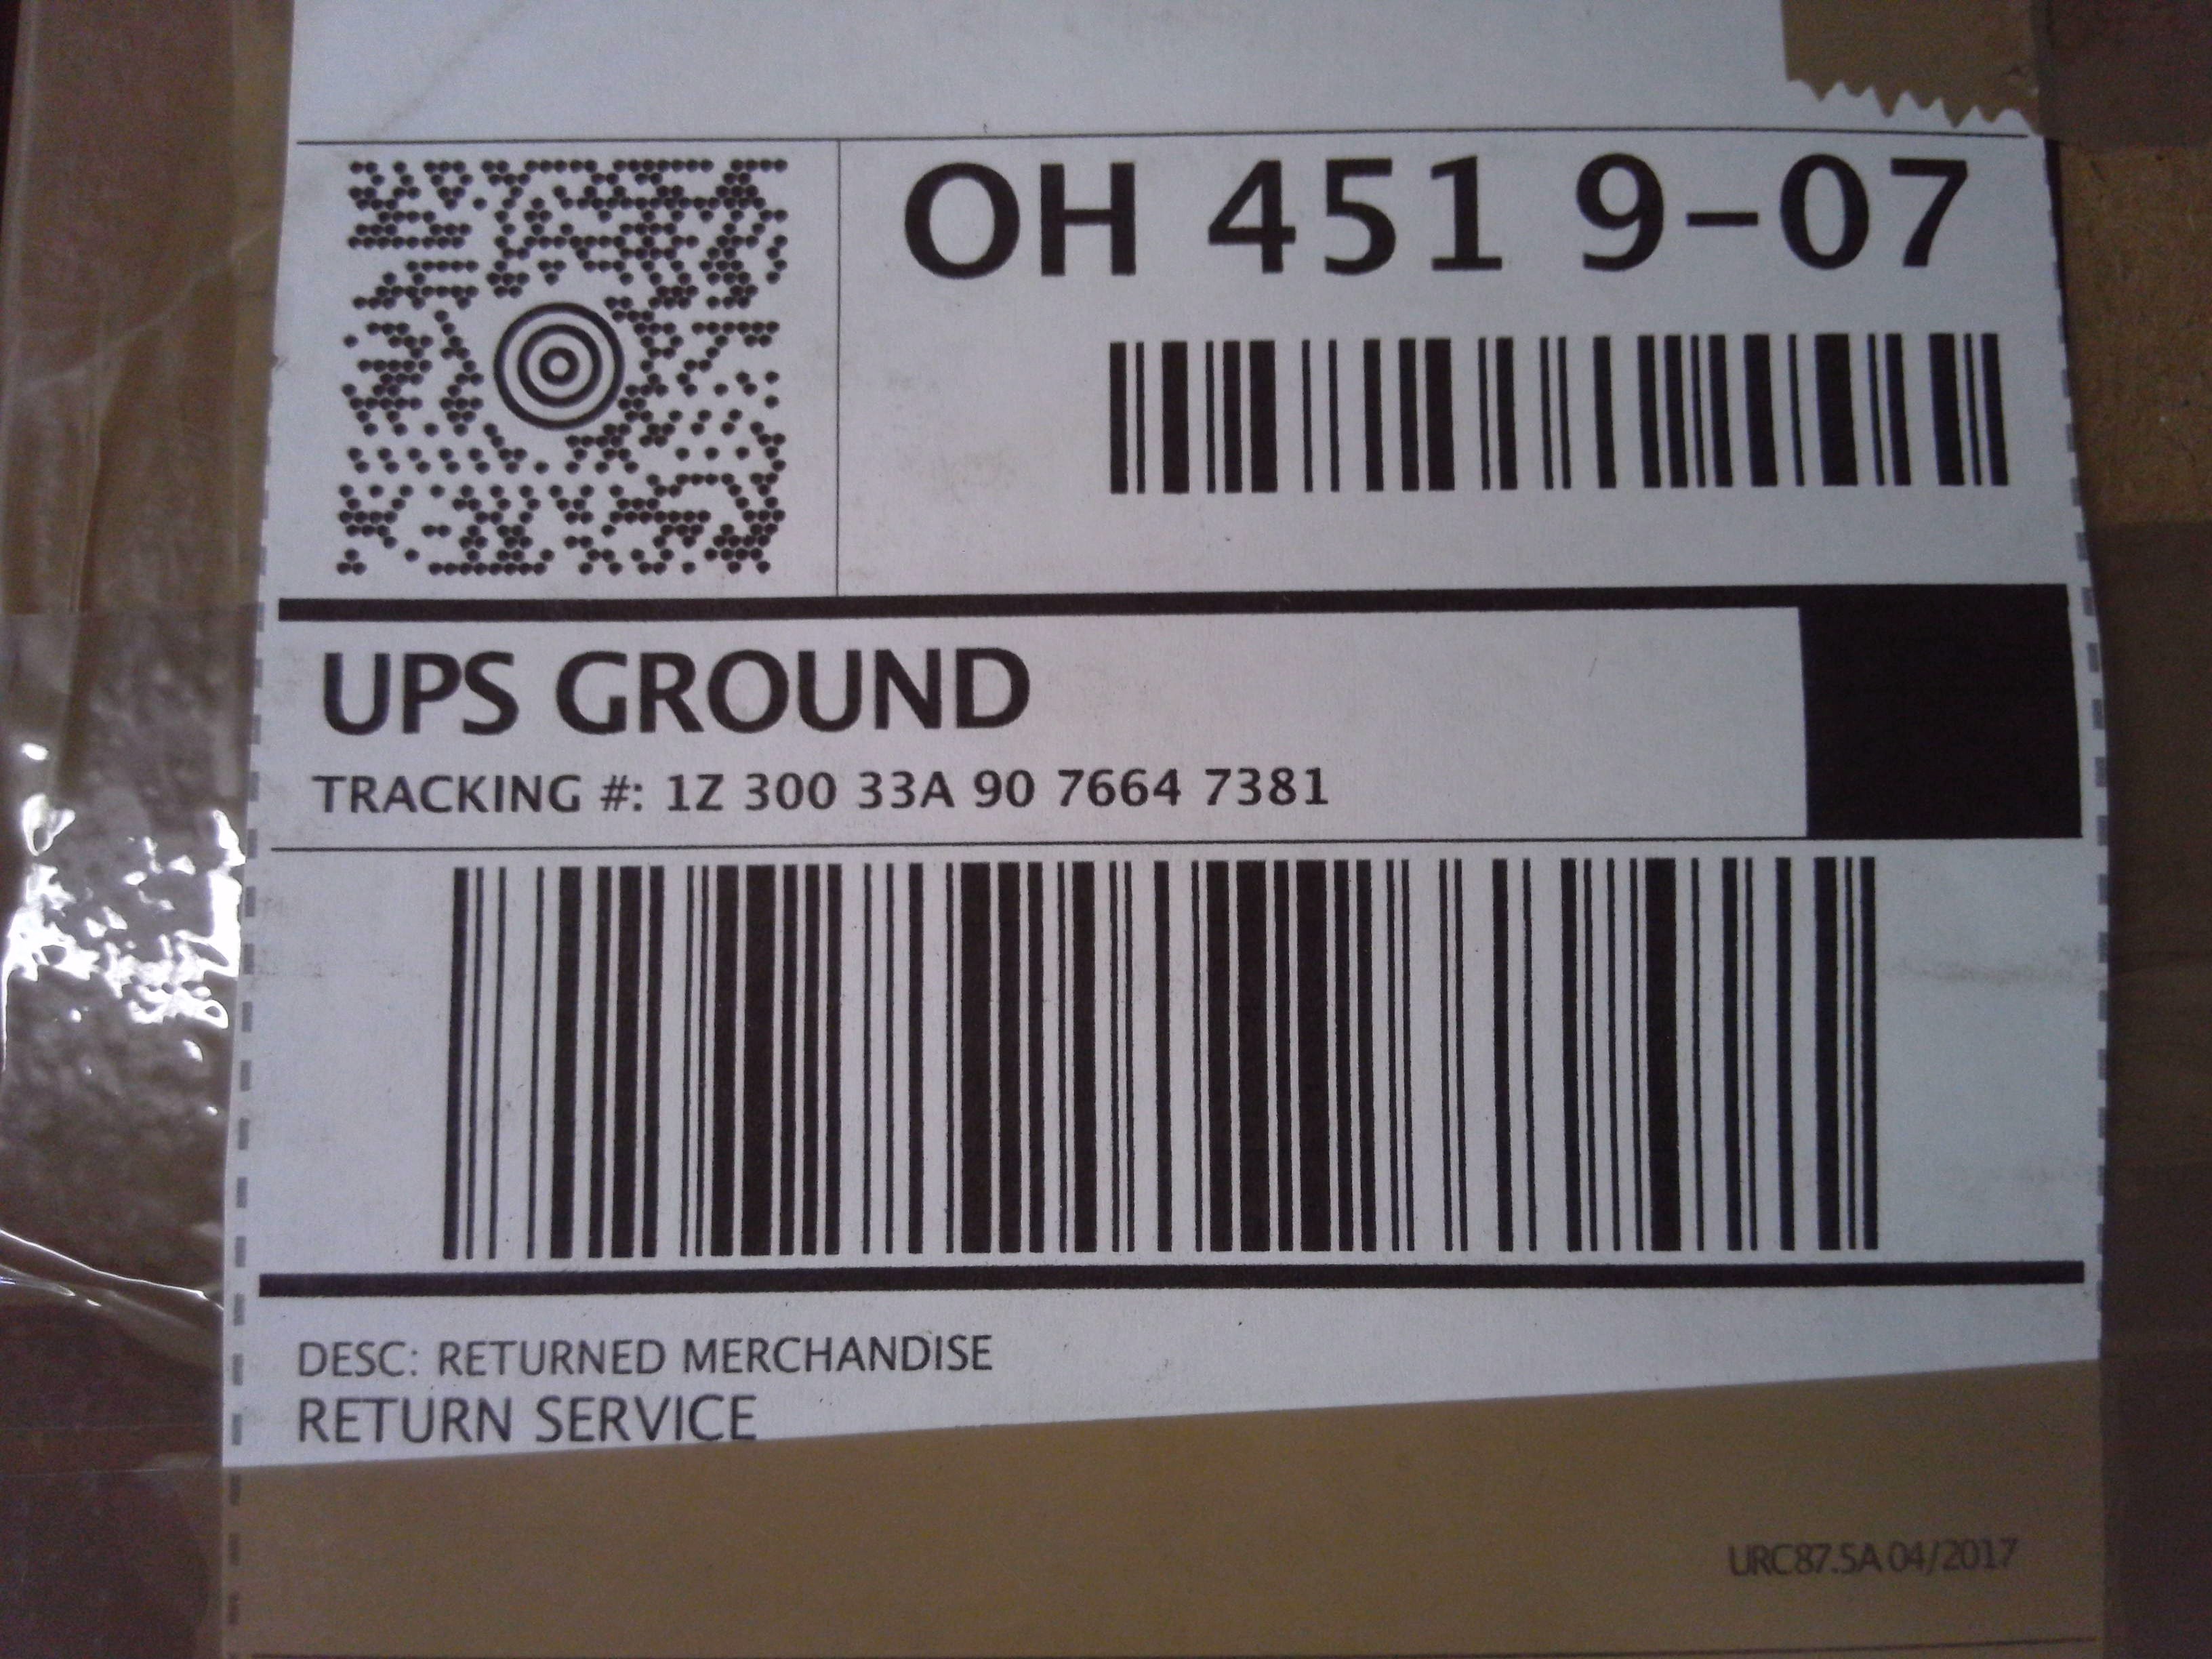 OH 451 9-07
UPS GROUND
TRACKING #: 1Z 300 33A 90 7664 7381
DESC: RETURNED MERCHANDISE
RETURN SERVICE
URC87.5A 04/2017